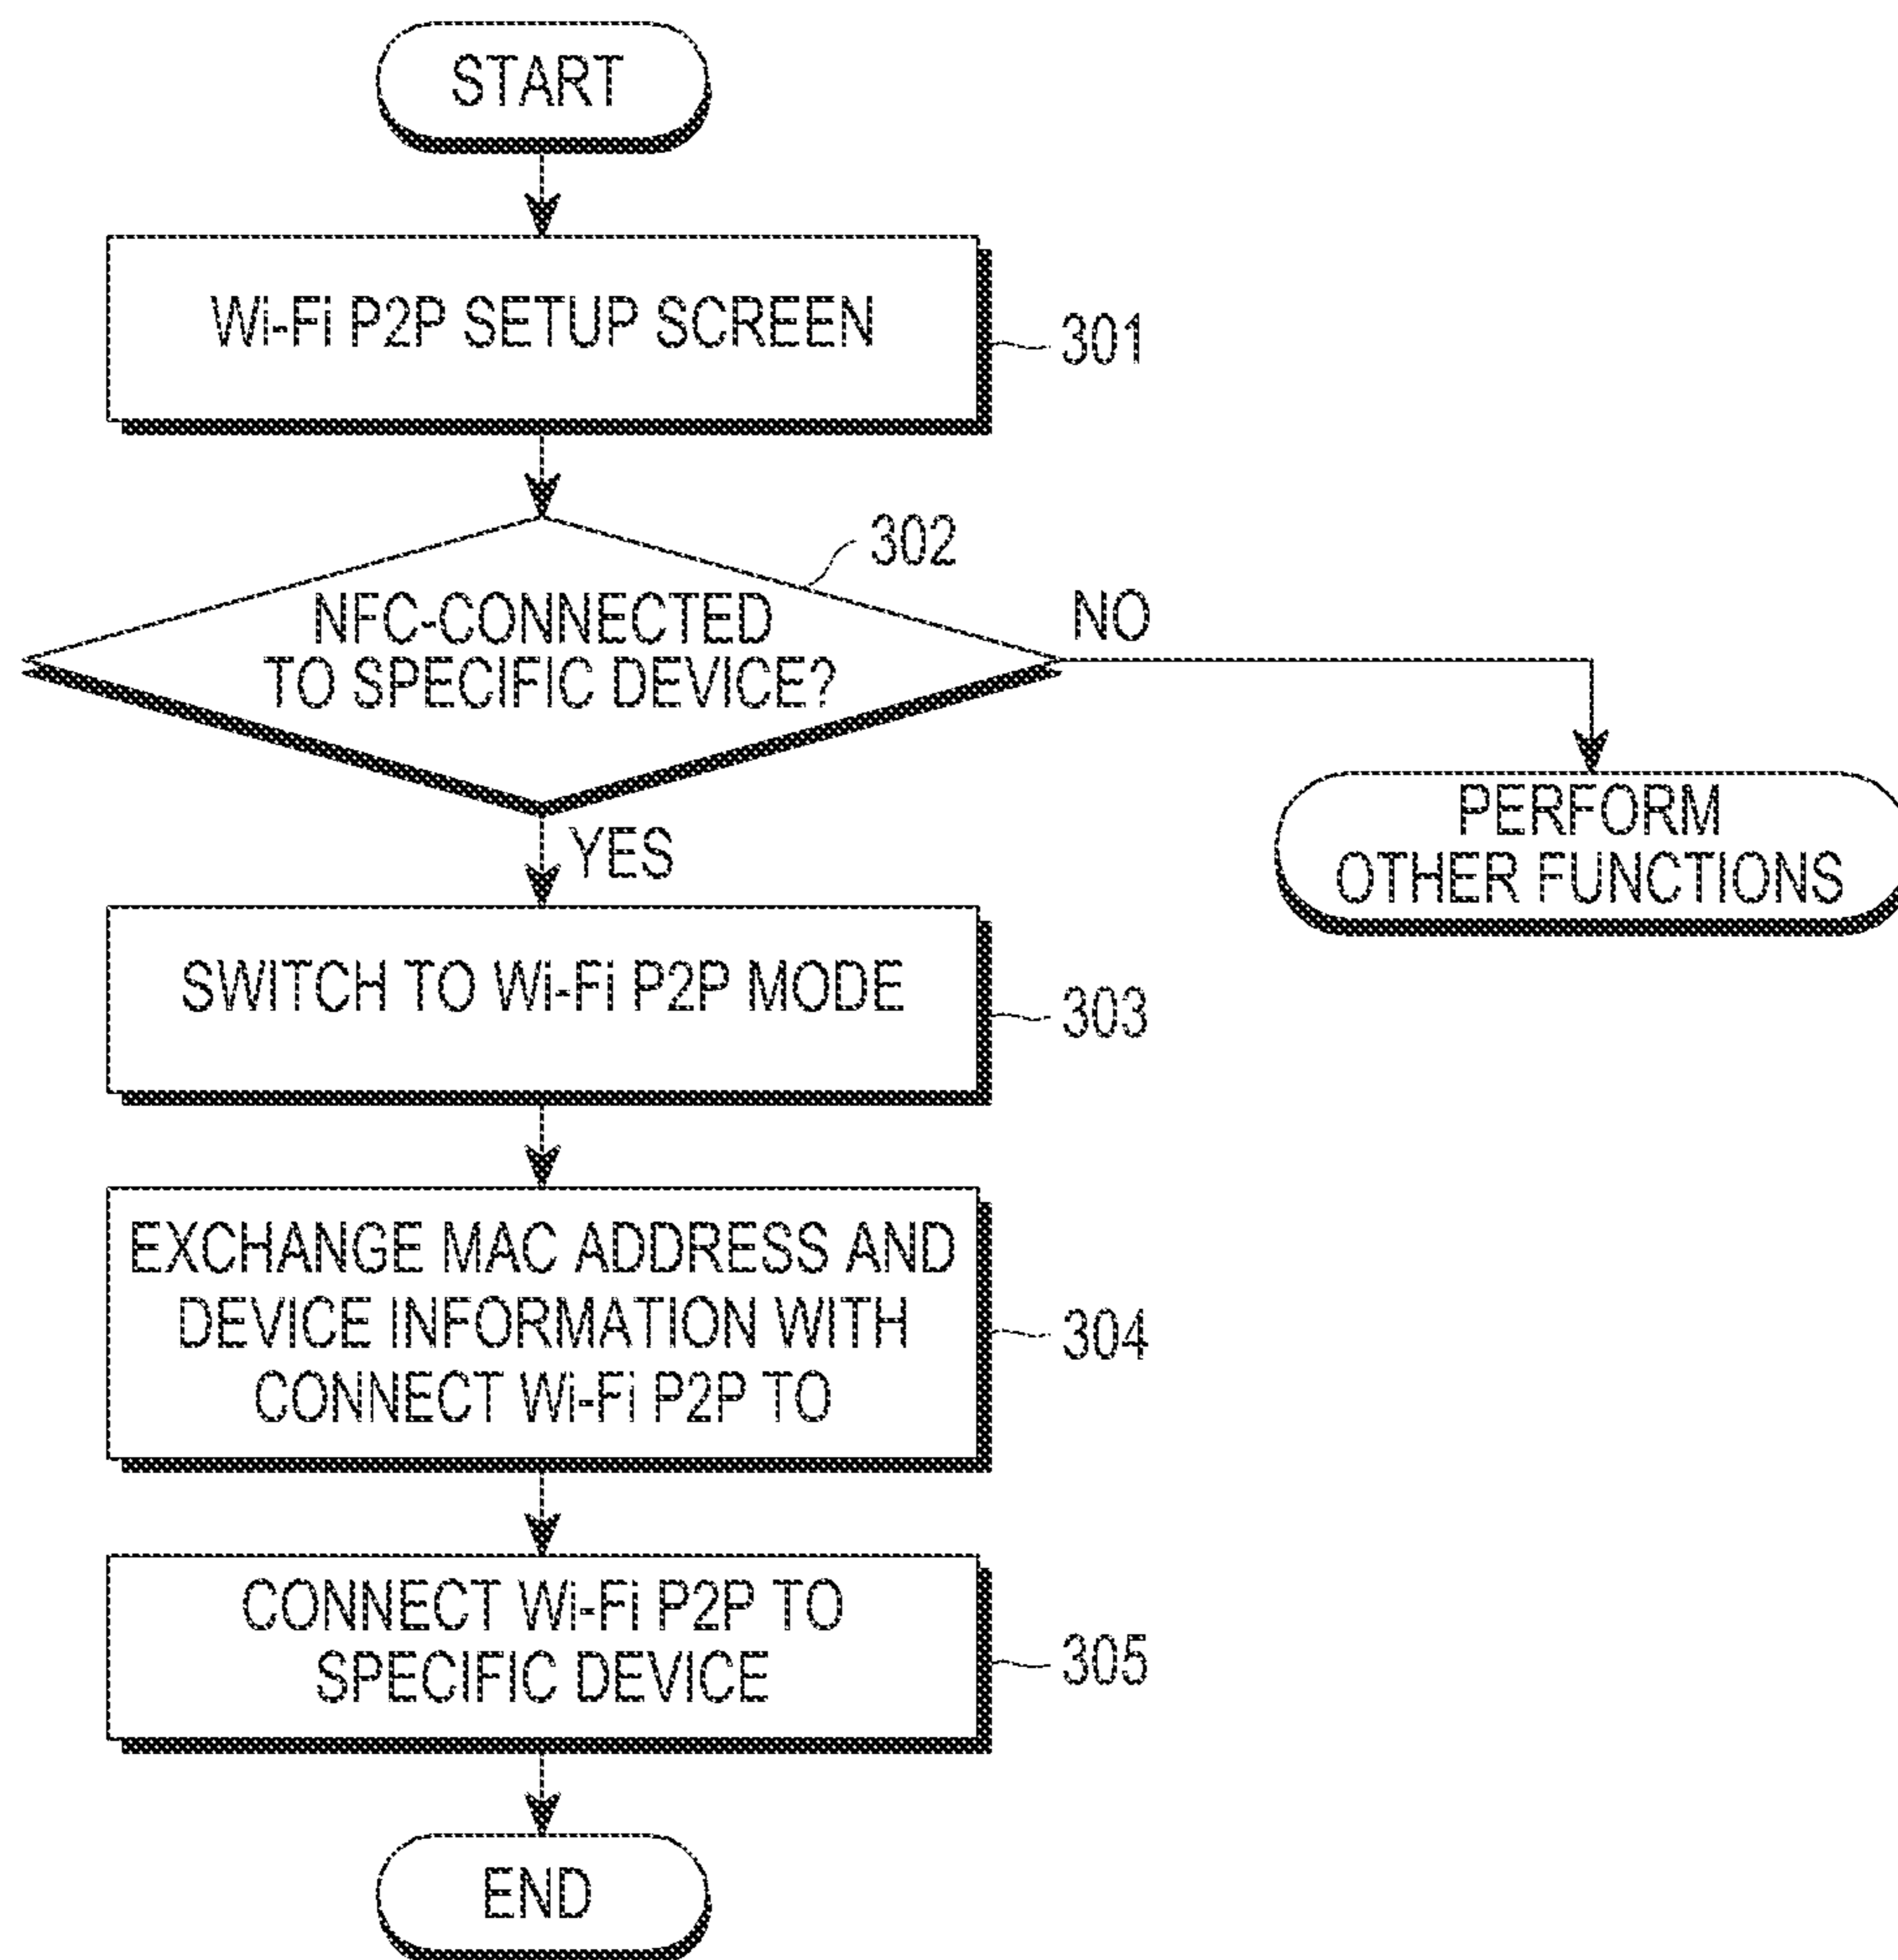 START
Wi-Fi P2P SETUP SCREEN
301
302
NFC-CONNECTED
TO SPECIFIC DEVICE?
NO
YES
PERFORM
OTHER FUNCTIONS
SWITCH TO Wi-Fi P2P MODE
303
EXCHANGE MAC ADDRESS AND
DEVICE INFORMATION WITH
CONNECT Wi-Fi P2P TO
304
CONNECT Wi-Fi P2P TO
SPECIFIC DEVICE
305
END